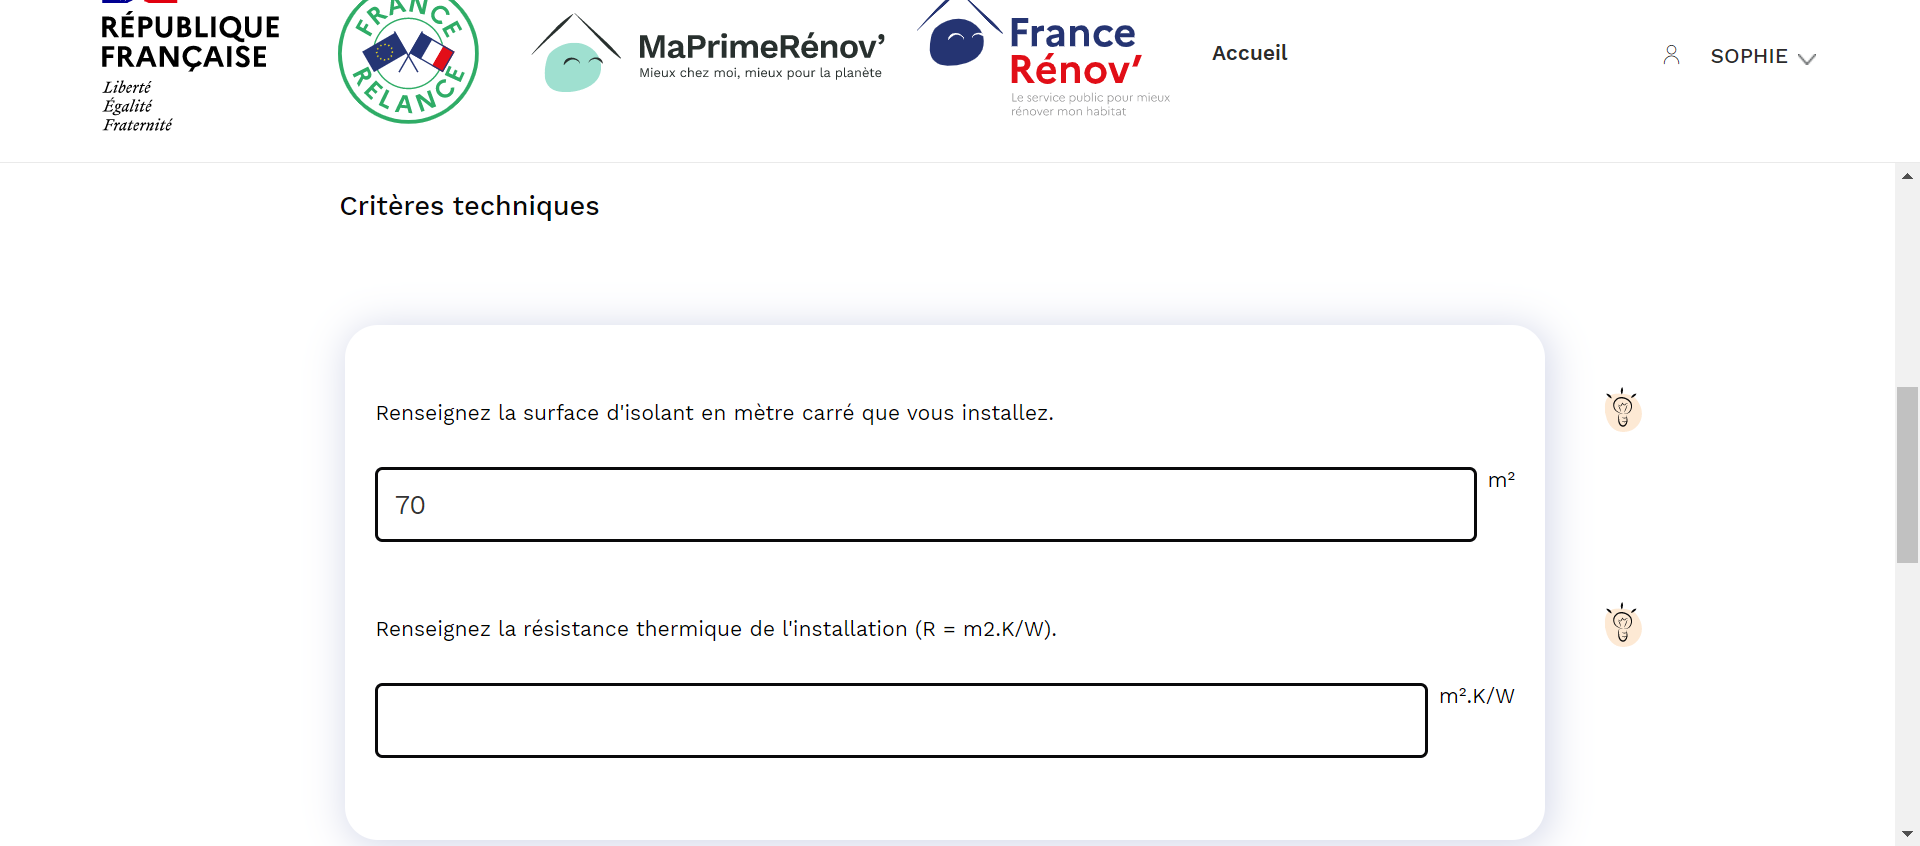 RÉPUBLIQUE
FRANÇAISE
Liberté
Égalité
Fraternité
FRANCE
RELANCE
MaPrimeRénov’
Mieux chez moi, mieux pour la planète
France
Rénov’
Le service public pour mieux
rénover mon habitat
Accueil
SOPHIE
Critères techniques
Renseignez la surface d'isolant en mètre carré que vous installez.
70
m²
Renseignez la résistance thermique de l'installation (R = m2.K/W).
m².K/W